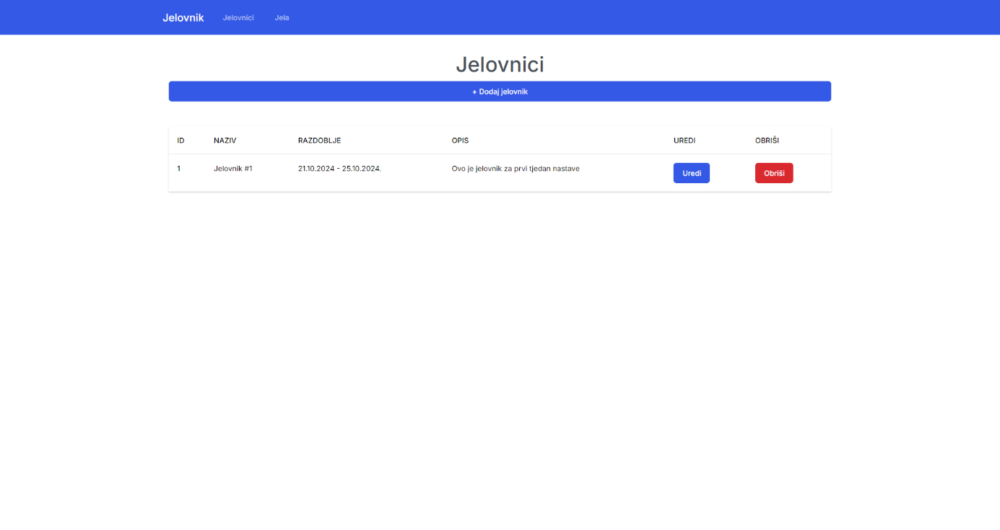 Jelovnik Jelovnici Jela
Jelovnici
+ Dodaj jelovnik
ID NAZIV RAZDOBLJE OPIS UREDI OBRIŠI
1 Jelovnik #1 21.10.2024 - 25.10.2024. Ovo je jelovnik za prvi tjedan nastave Uredi Obriši